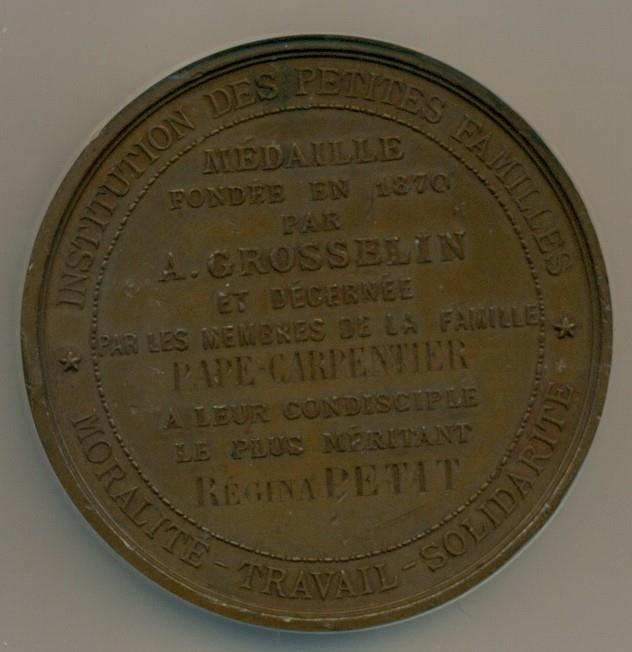 INSTITUTION DES PETITES FAMILLES
MÉDAILLE
FONDÉE EN 1870
PAR
A. GROSSELIN
ET DÉCERNÉE
PAR LES MEMBRES DE LA FAMILLE
PAPE-CARPENTIER
A LEUR CONDISCIPLE
LE PLUS MÉRITANT
RÉGINA PETIT
MORALITÉ - TRAVAIL - SOLIDARITÉ